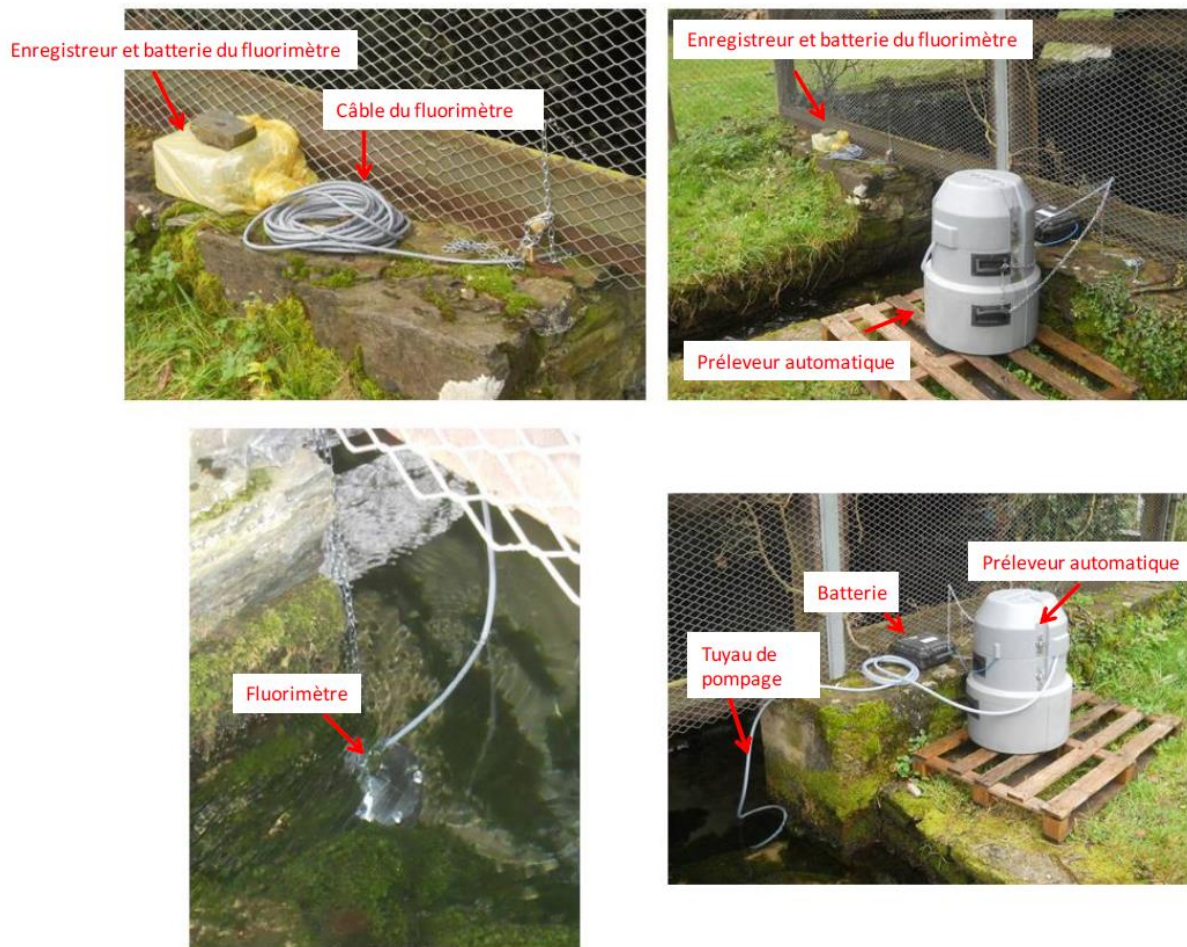 Enregistreur et batterie du fluorimètre
Câble du fluorimètre
Enregistreur et batterie du fluorimètre
Préleveur automatique
Fluorimètre
Préleveur automatique
Batterie
Tuyau de
pompage